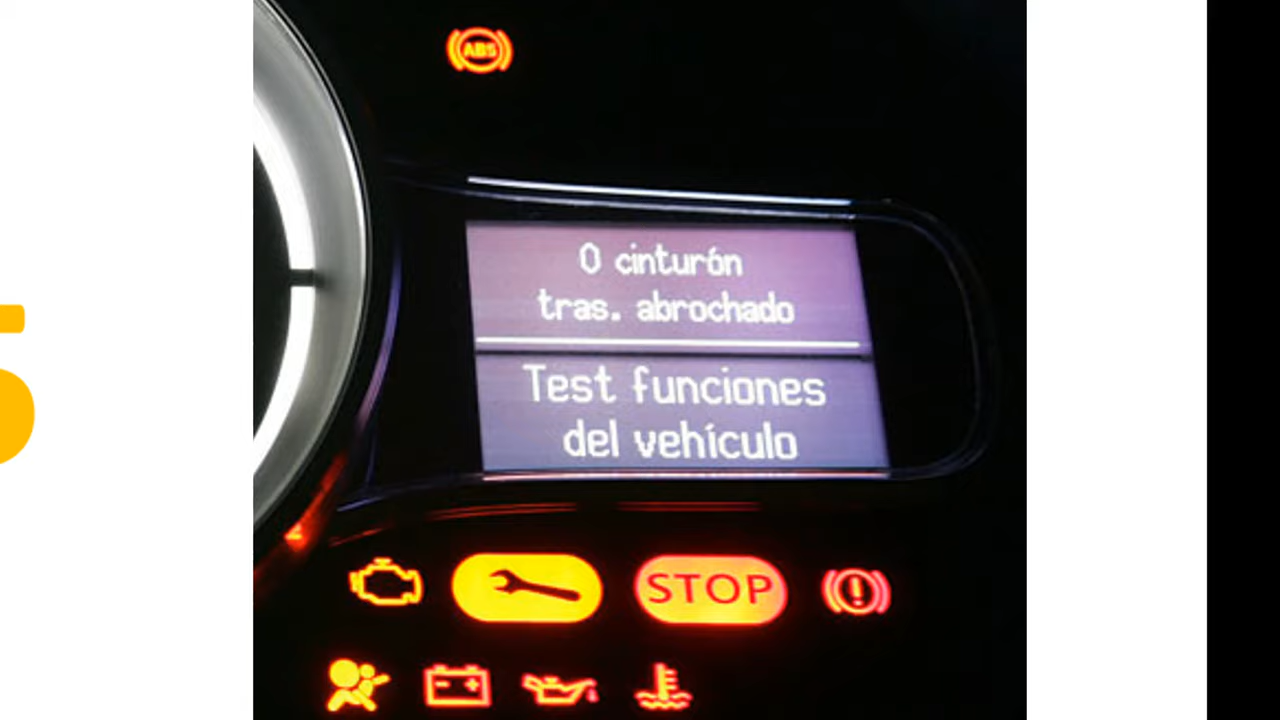 ABS
0 cinturón
tras. abrochado
Test funciones
del vehículo
STOP